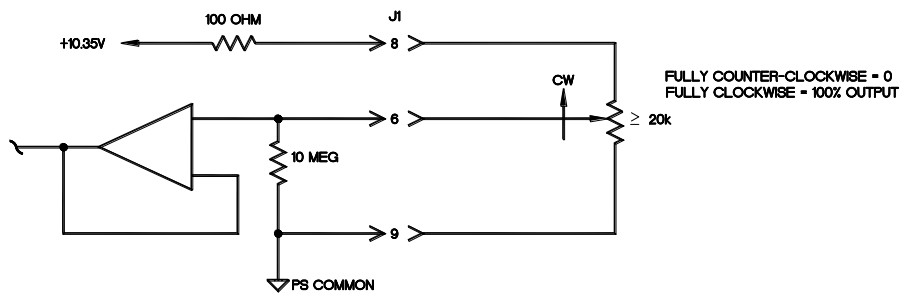 100 OHM
J1
+10.35V
8
CW
FULLY COUNTER-CLOCKWISE = 0
FULLY CLOCKWISE = 100% OUTPUT
6
≥ 20k
10 MEG
9
PS COMMON